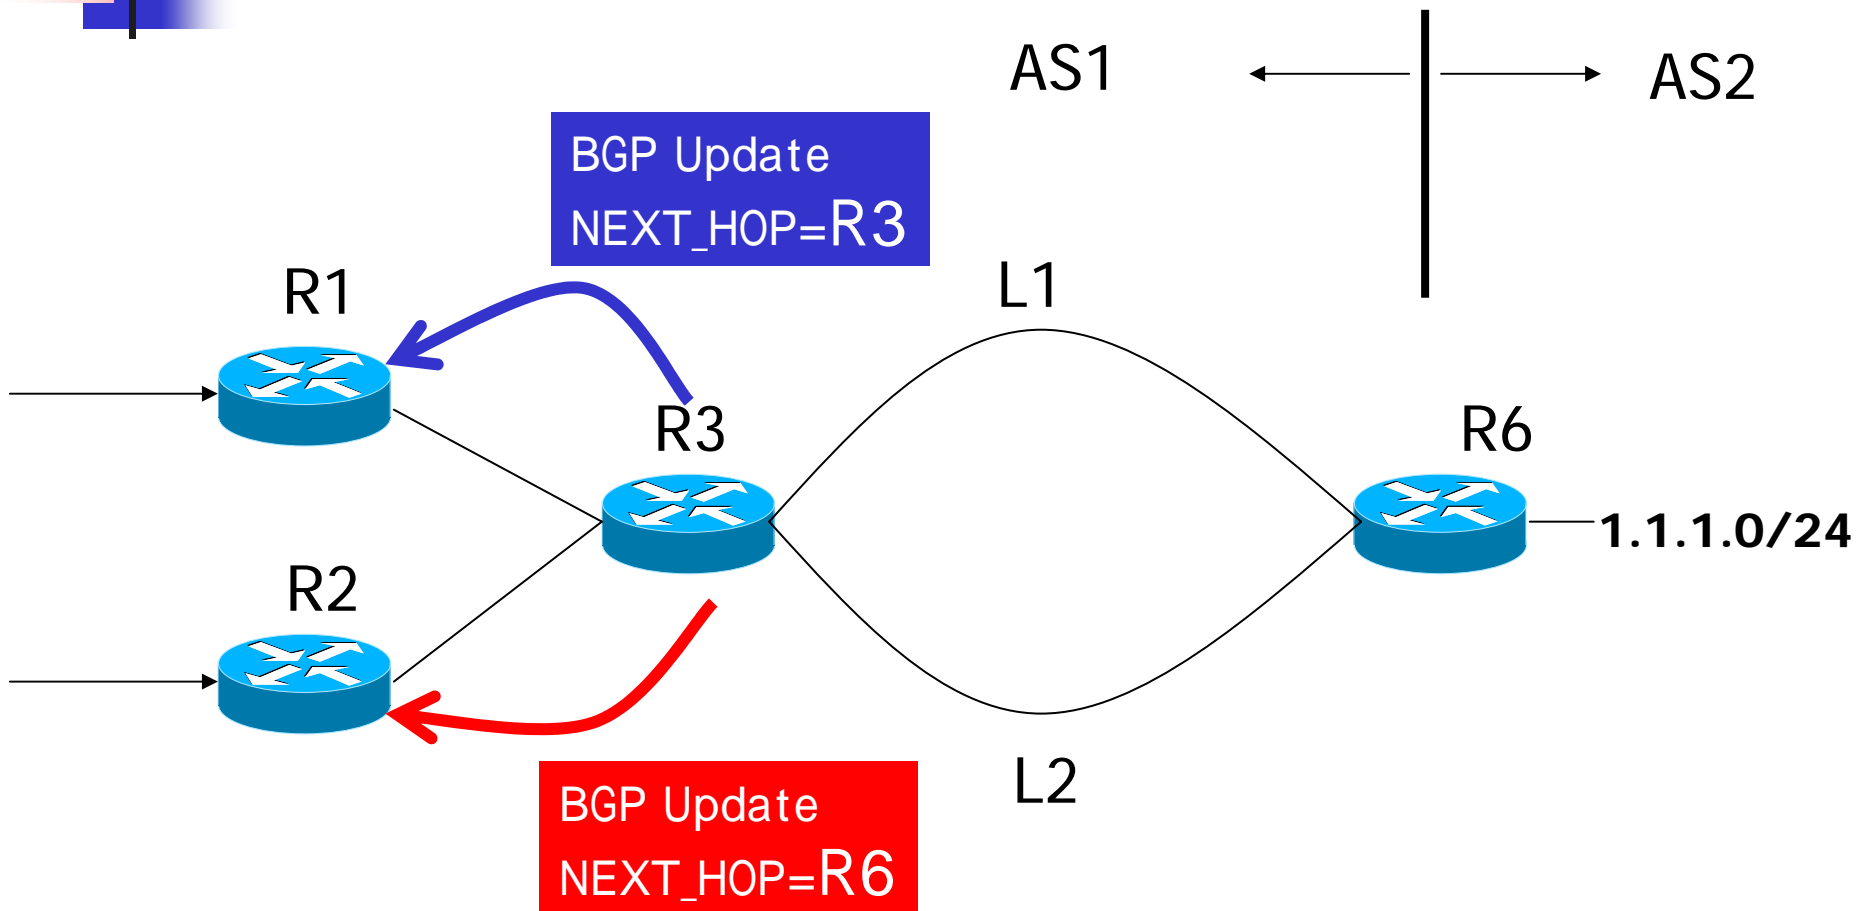 AS1
AS2
BGP Update
NEXT_HOP=R3
R1
L1
R3
R6
1.1.1.0/24
R2
L2
BGP Update
NEXT_HOP=R6